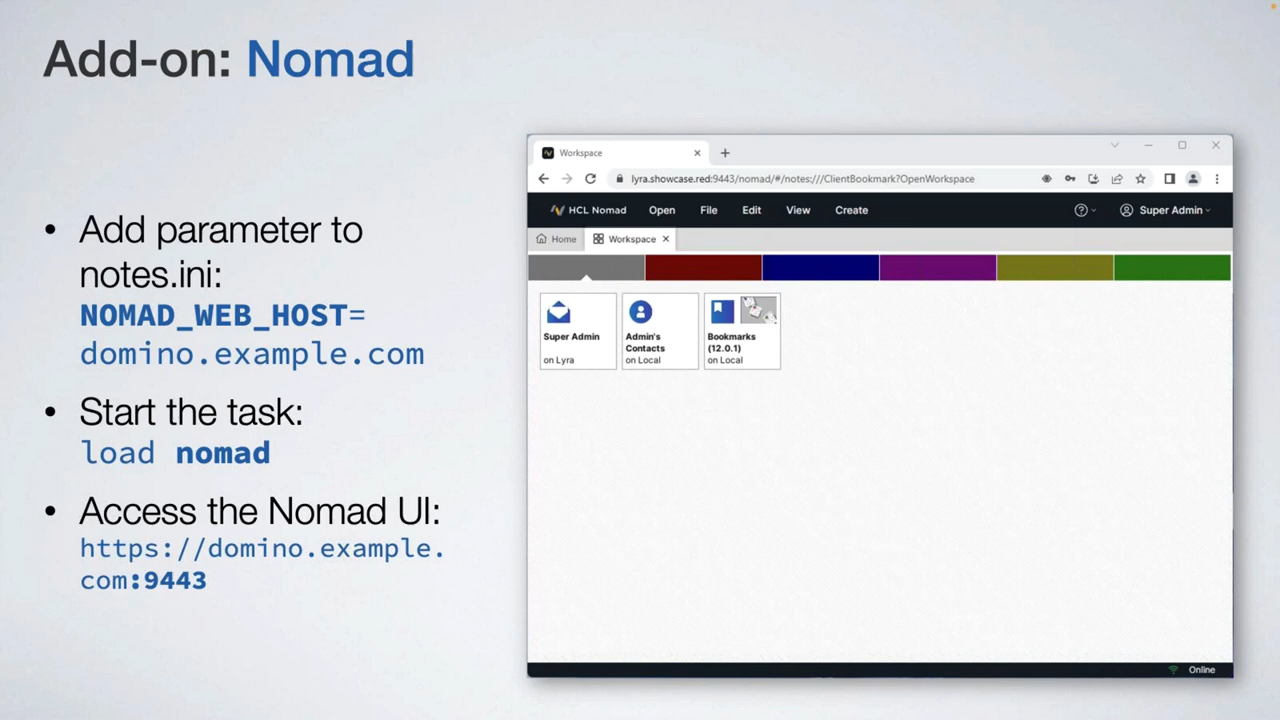 Add-on: Nomad
• Add parameter to
notes.ini:
NOMAD_WEB_HOST=
domino.example.com
• Start the task:
load nomad
• Access the Nomad UI:
https://domino.example.
com:9443
Workspace
lyra.showcase.red:9443/nomad/#/notes:///ClientBookmark?OpenWorkspace
HCL Nomad Open File Edit View Create Super Admin
Home Workspace
Super Admin
on Lyra
Admin's
Contacts
on Local
Bookmarks
(12.0.1)
on Local
Online